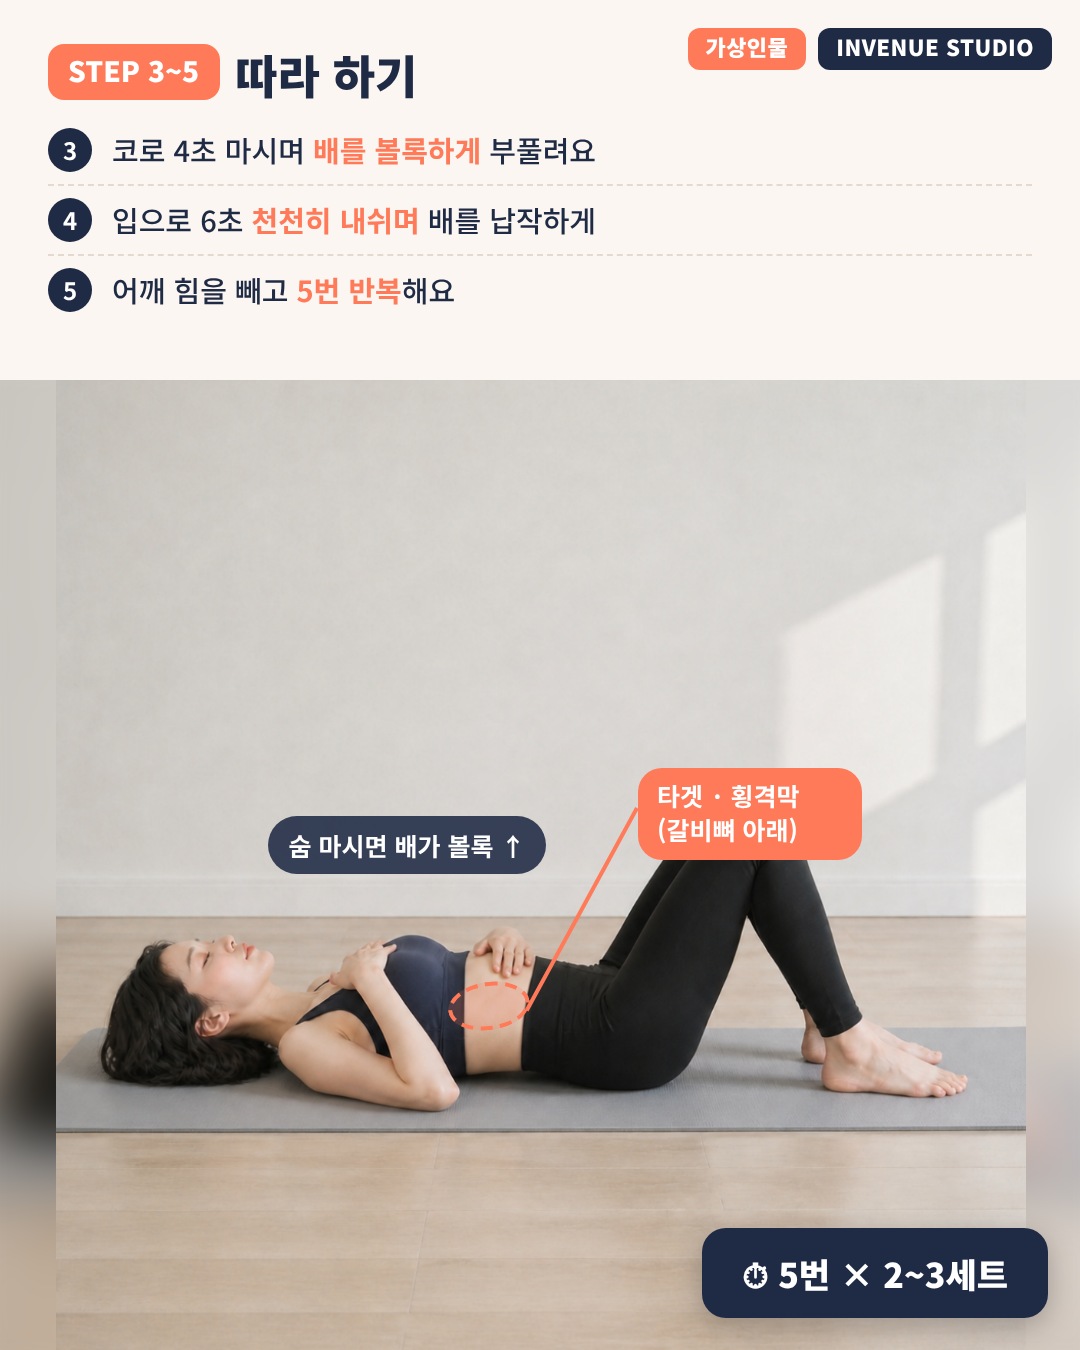 STEP 3~5 따라 하기
가상인물
INVENUE STUDIO
3 코로 4초 마시며 배를 볼록하게 부풀려요
4 입으로 6초 천천히 내쉬며 배를 납작하게
5 어깨 힘을 빼고 5번 반복해요
타겟 · 횡격막
(갈비뼈 아래)
숨 마시면 배가 볼록 ↑
⏱ 5번 × 2~3세트